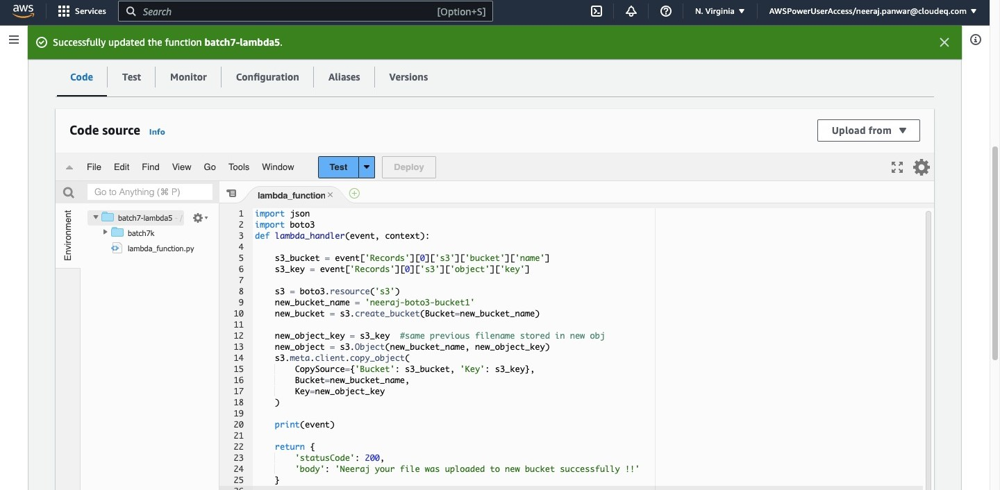 aws Services Search [Option+S] N. Virginia AWSPowerUserAccess/neeraj.panwar@cloudeq.com
Successfully updated the function batch7-lambda5.
Code Test Monitor Configuration Aliases Versions
Code source Info Upload from
File Edit Find View Go Tools Window Test Deploy
Go to Anything (⌘ P) lambda_function
Environment
batch7-lambda5 - /
batch7k
lambda_function.py
1 import json
2 import boto3
3 def lambda_handler(event, context):
4
5 s3_bucket = event['Records'][0]['s3']['bucket']['name']
6 s3_key = event['Records'][0]['s3']['object']['key']
7
8 s3 = boto3.resource('s3')
9 new_bucket_name = 'neeraj-boto3-bucket1'
10 new_bucket = s3.create_bucket(Bucket=new_bucket_name)
11
12 new_object_key = s3_key #same previous filename stored in new obj
13 new_object = s3.Object(new_bucket_name, new_object_key)
14 s3.meta.client.copy_object(
15 CopySource={'Bucket': s3_bucket, 'Key': s3_key},
16 Bucket=new_bucket_name,
17 Key=new_object_key
18 )
19
20 print(event)
21
22 return {
23 'statusCode': 200,
24 'body': 'Neeraj your file was uploaded to new bucket successfully !!'
25 }